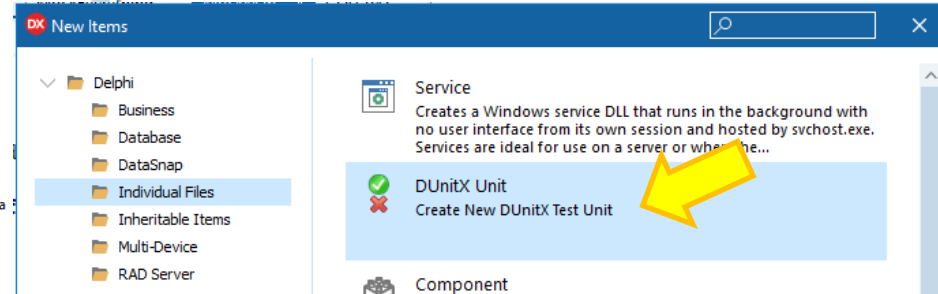 DX New Items
Delphi
Business
Database
DataSnap
Individual Files
Inheritable Items
Multi-Device
RAD Server
Service
Creates a Windows service DLL that runs in the background with
no user interface from its own session and hosted by svchost.exe.
Services are ideal for use on a server or when
DUnitX Unit
Create New DUnitX Test Unit
Component